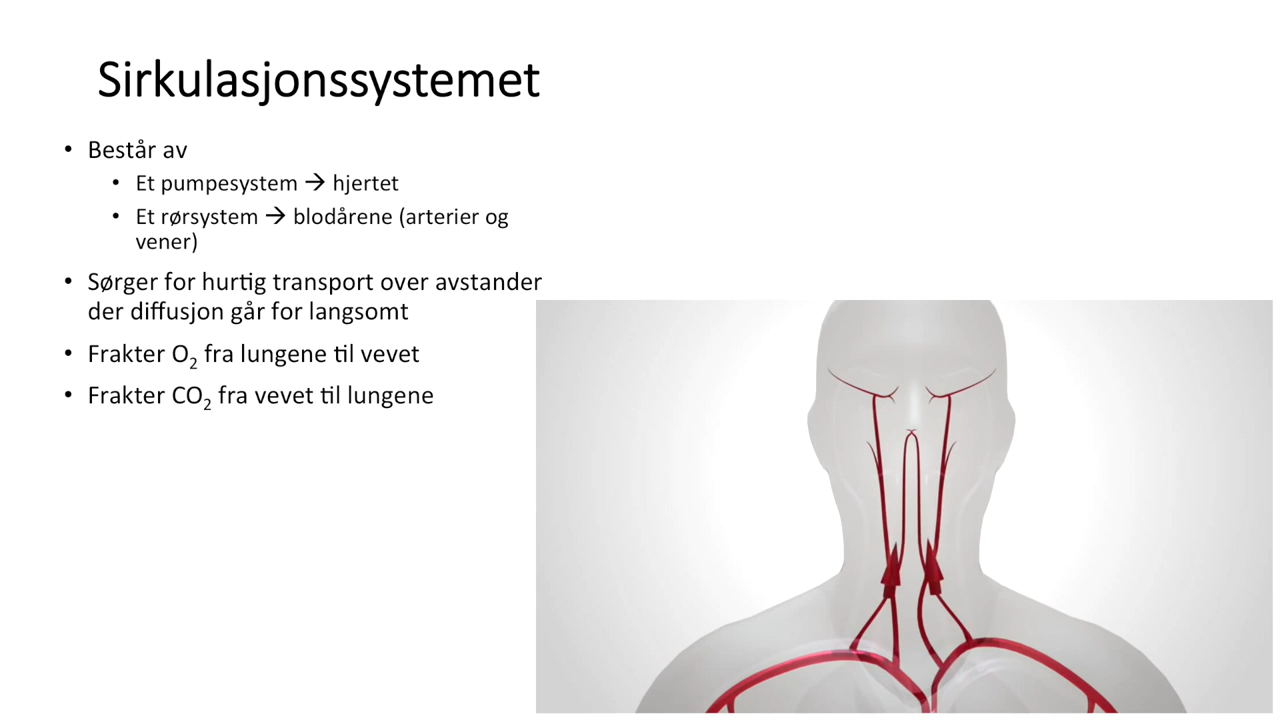 Sirkulasjonssystemet
• Består av
• Et pumpesystem → hjertet
• Et rørsystem → blodårene (arterier og
vener)
• Sørger for hurtig transport over avstander
der diffusjon går for langsomt
• Frakter O₂ fra lungene til vevet
• Frakter CO₂ fra vevet til lungene